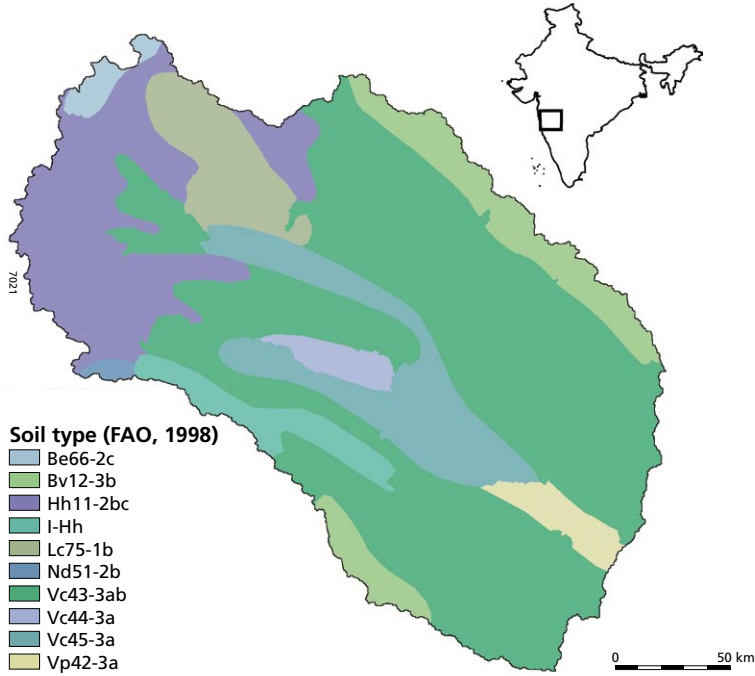 7021
Soil type (FAO, 1998)
Be66-2c
Bv12-3b
Hh11-2bc
I-Hh
Lc75-1b
Nd51-2b
Vc43-3ab
Vc44-3a
Vc45-3a
Vp42-3a
0 50 km